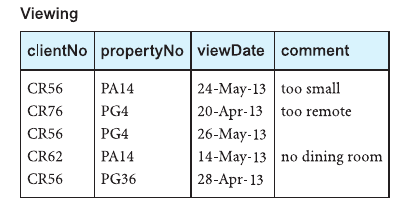 Viewing
clientNo propertyNo viewDate comment
CR56 PA14 24-May-13 too small
CR76 PG4 20-Apr-13 too remote
CR56 PG4 26-May-13
CR62 PA14 14-May-13 no dining room
CR56 PG36 28-Apr-13